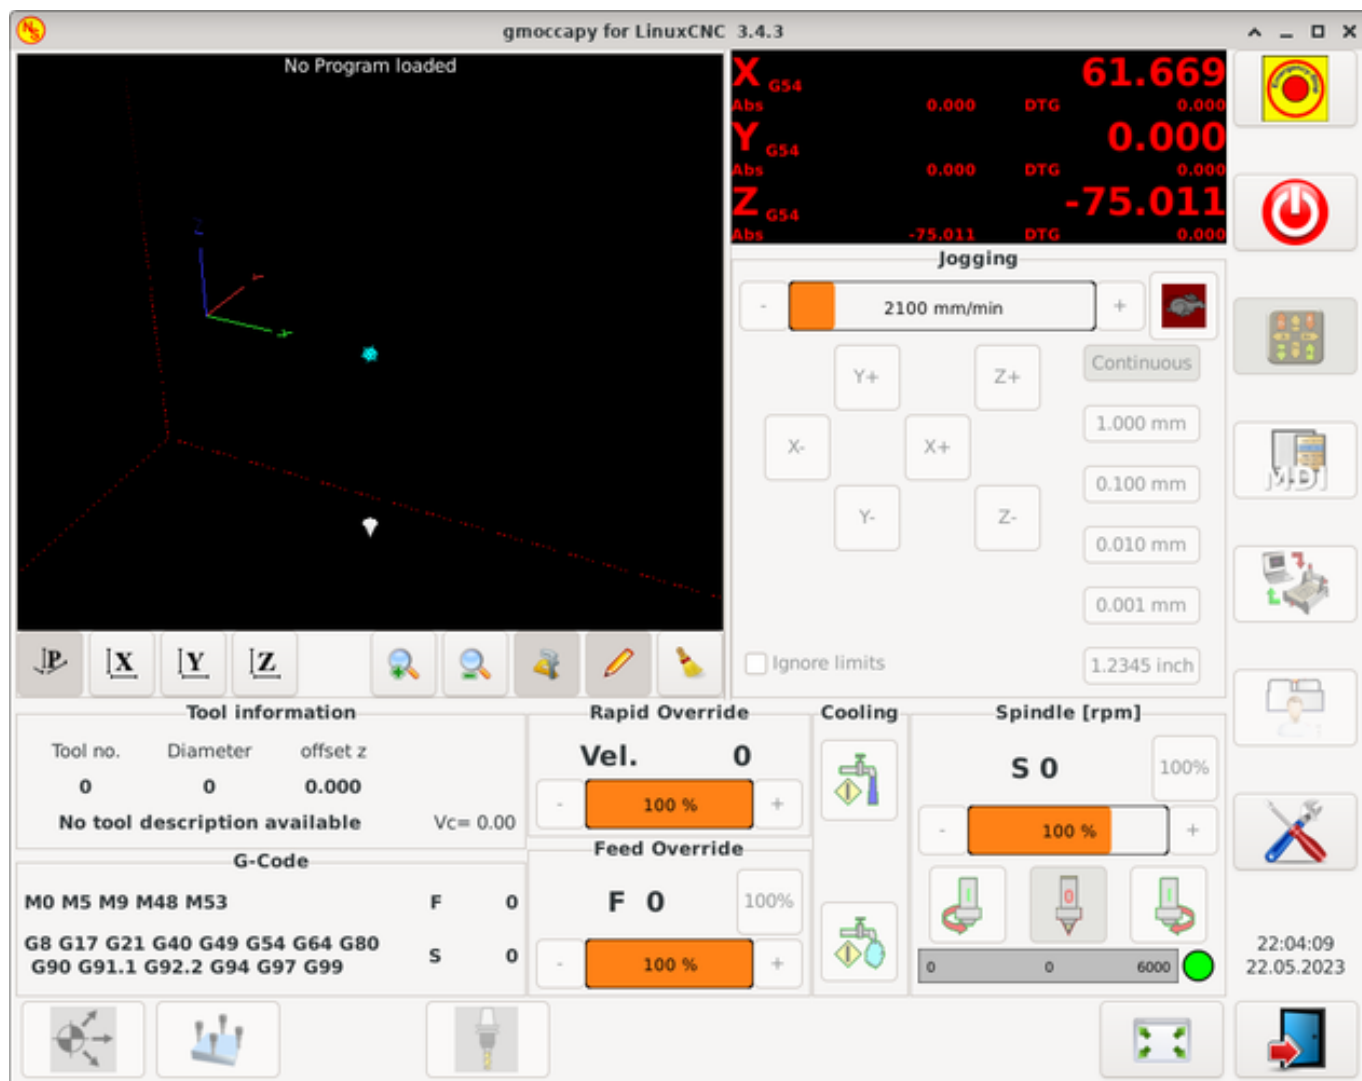 gmoccapy for LinuxCNC 3.4.3
No Program loaded
X G54 61.669
Abs 0.000 DTG 0.000
Y G54 0.000
Abs 0.000 DTG 0.000
Z G54 -75.011
Abs -75.011 DTG 0.000
Jogging
- 2100 mm/min +
Y+ Z+ Continuous
1.000 mm
X- X+
0.100 mm
Y- Z-
0.010 mm
0.001 mm
Ignore limits 1.2345 inch
MDI
Z
X
P X Y Z
Tool information
Tool no. Diameter offset z
0 0 0.000
No tool description available Vc= 0.00
G-Code
M0 M5 M9 M48 M53 F 0
G8 G17 G21 G40 G49 G54 G64 G80
G90 G91.1 G92.2 G94 G97 G99
S 0
Rapid Override
Vel. 0
- 100 % +
Feed Override
F 0 100%
- 100 % +
Cooling
Spindle [rpm]
S 0 100%
- 100 % +
1 0 1
0 0 6000
22:04:09
22.05.2023